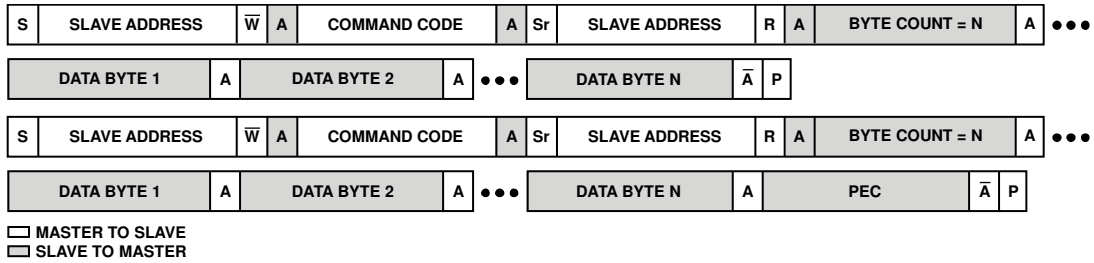 S SLAVE ADDRESS W̅ A COMMAND CODE A Sr SLAVE ADDRESS R A BYTE COUNT = N A •••
DATA BYTE 1 A DATA BYTE 2 A ••• DATA BYTE N A̅ P
S SLAVE ADDRESS W̅ A COMMAND CODE A Sr SLAVE ADDRESS R A BYTE COUNT = N A •••
DATA BYTE 1 A DATA BYTE 2 A ••• DATA BYTE N A PEC A̅ P
MASTER TO SLAVE
SLAVE TO MASTER